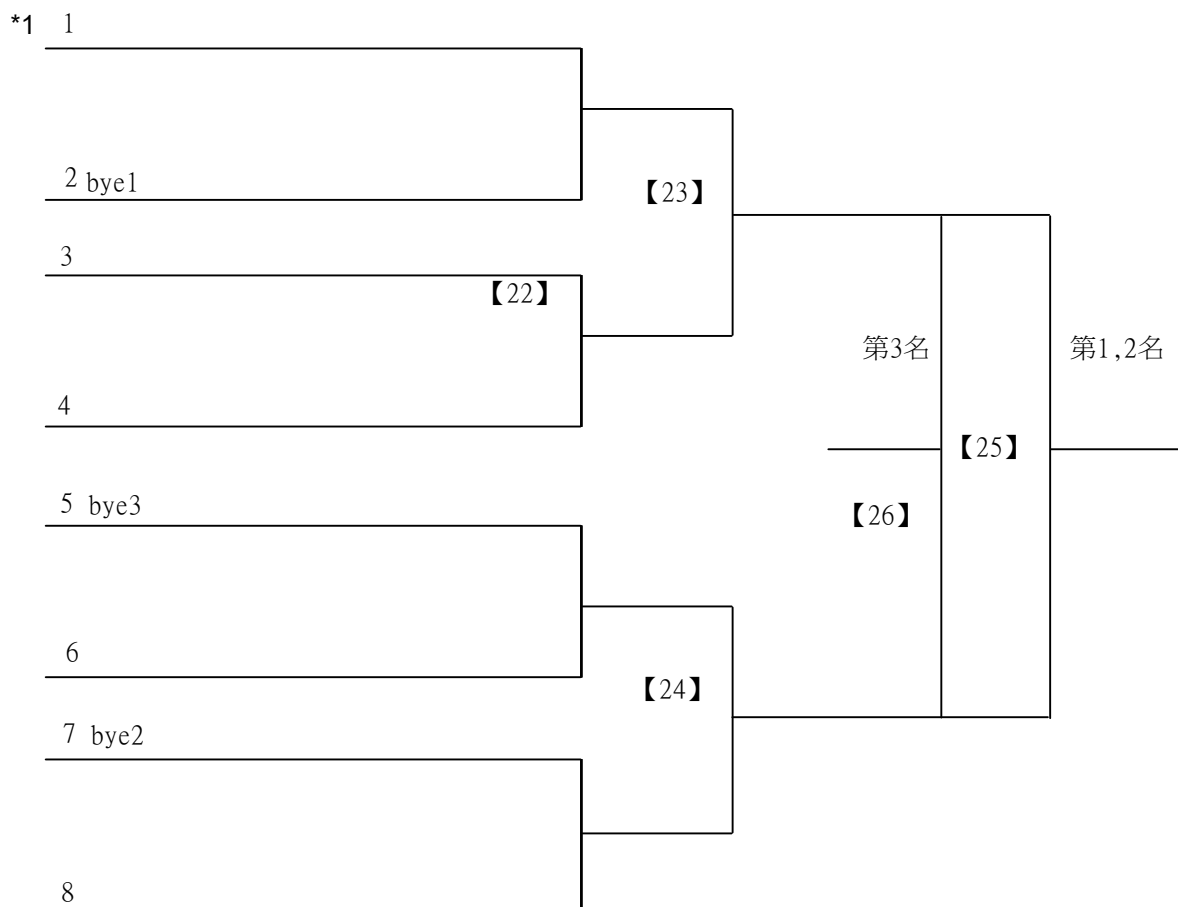 *1 1
2 bye1
【23】
3
【22】
第3名
第1,2名
4
【25】
5 bye3
【26】
6
【24】
7 bye2
8